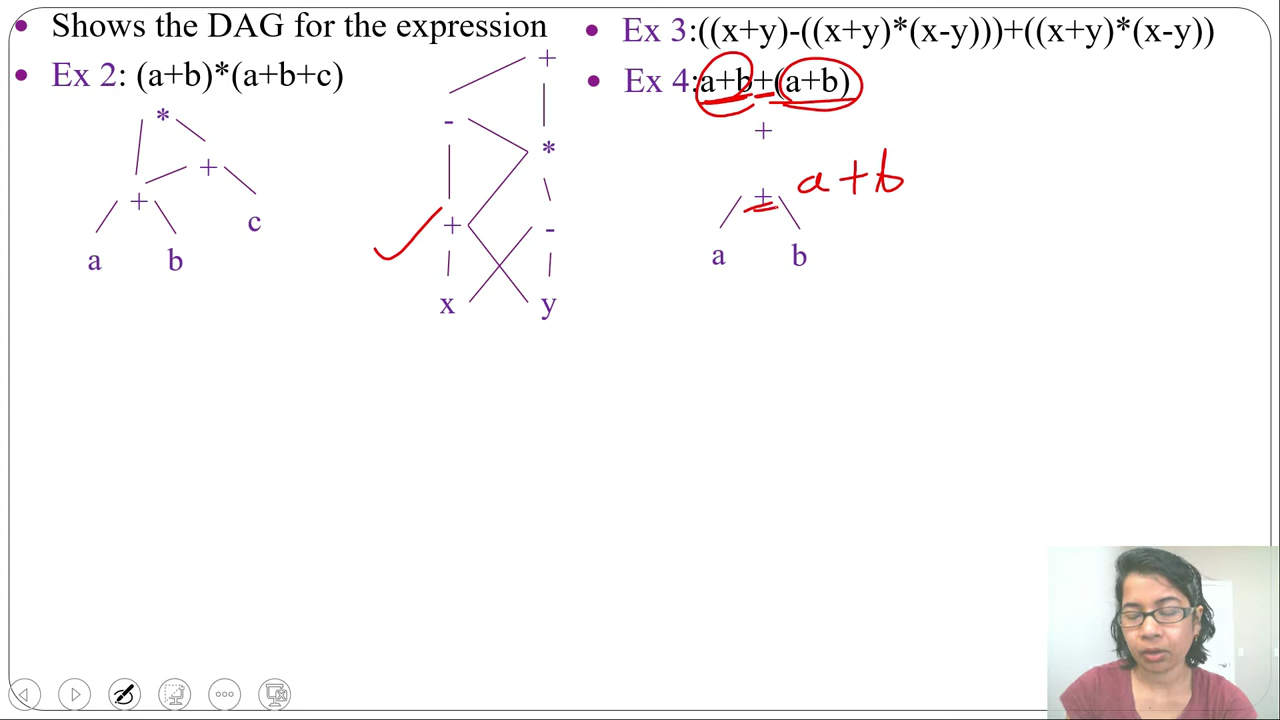 • Shows the DAG for the expression
• Ex 2: (a+b)*(a+b+c)
*
+
+
c
a b
+
-
*
+ -
x y
• Ex 3:((x+y)-((x+y)*(x-y)))+((x+y)*(x-y))
• Ex 4:a+b+(a+b)
+
+ a+b
a b